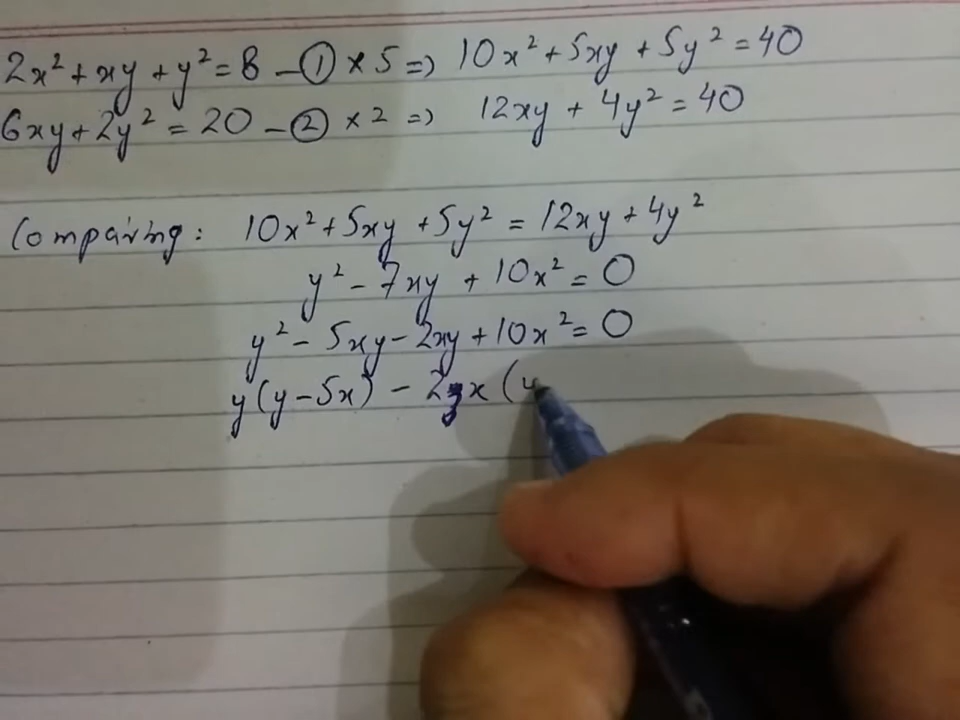 2x² + xy + y² = 8 – ① × 5 ⇒ 10x² + 5xy + 5y² = 40
6xy + 2y² = 20 – ② × 2 ⇒ 12xy + 4y² = 40
Comparing: 10x² + 5xy + 5y² = 12xy + 4y²
y² – 7xy + 10x² = 0
y² – 5xy – 2xy + 10x² = 0
y(y – 5x) – 2x(y